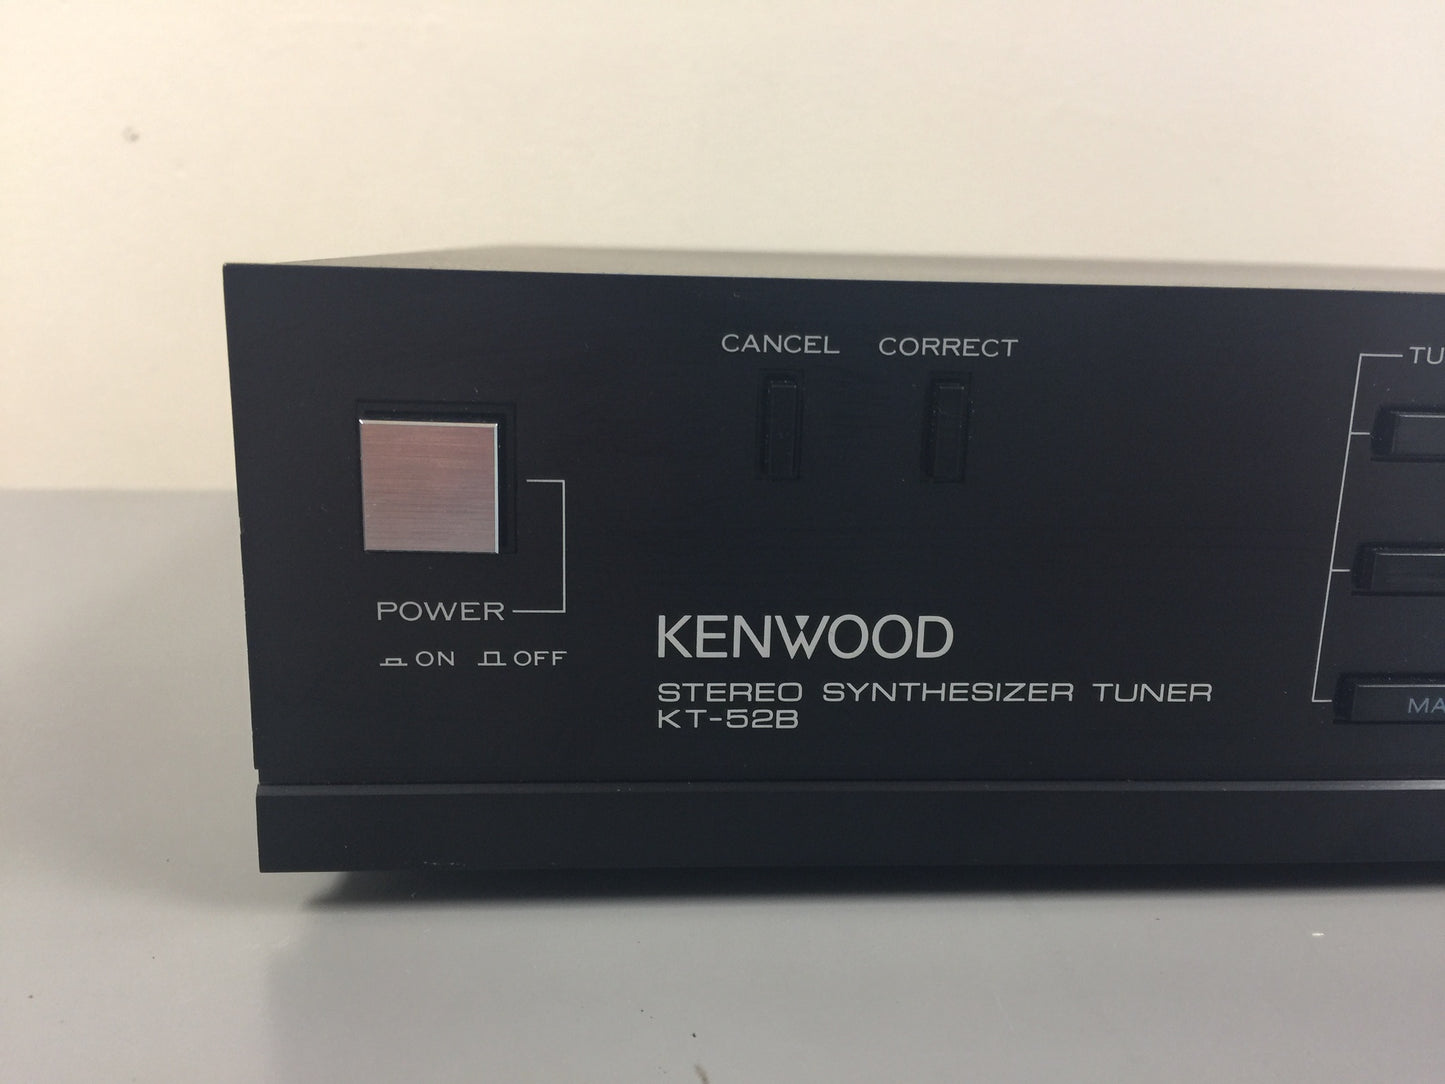 CANCEL CORRECT
POWER
ON OFF
KENWOOD
STEREO SYNTHESIZER TUNER
KT-52B